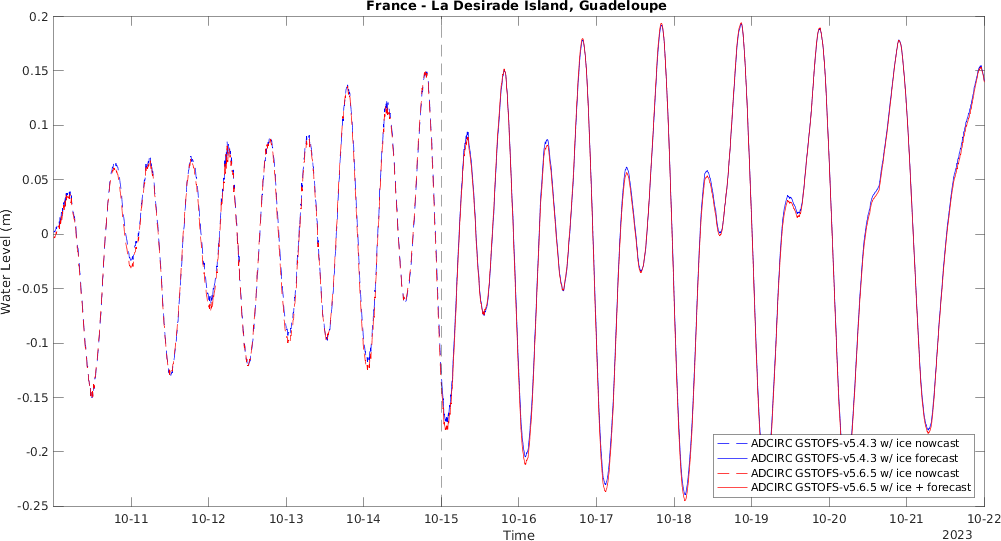 France - La Desirade Island, Guadeloupe
0.2
0.15
0.1
0.05
0
-0.05
-0.1
-0.15
-0.2
-0.25
Water Level (m)
ADCIRC GSTOFS-v5.4.3 w/ ice nowcast
ADCIRC GSTOFS-v5.4.3 w/ ice forecast
ADCIRC GSTOFS-v5.6.5 w/ ice nowcast
ADCIRC GSTOFS-v5.6.5 w/ ice + forecast
10-11 10-12 10-13 10-14 10-15 10-16 10-17 10-18 10-19 10-20 10-21 10-22
Time
2023